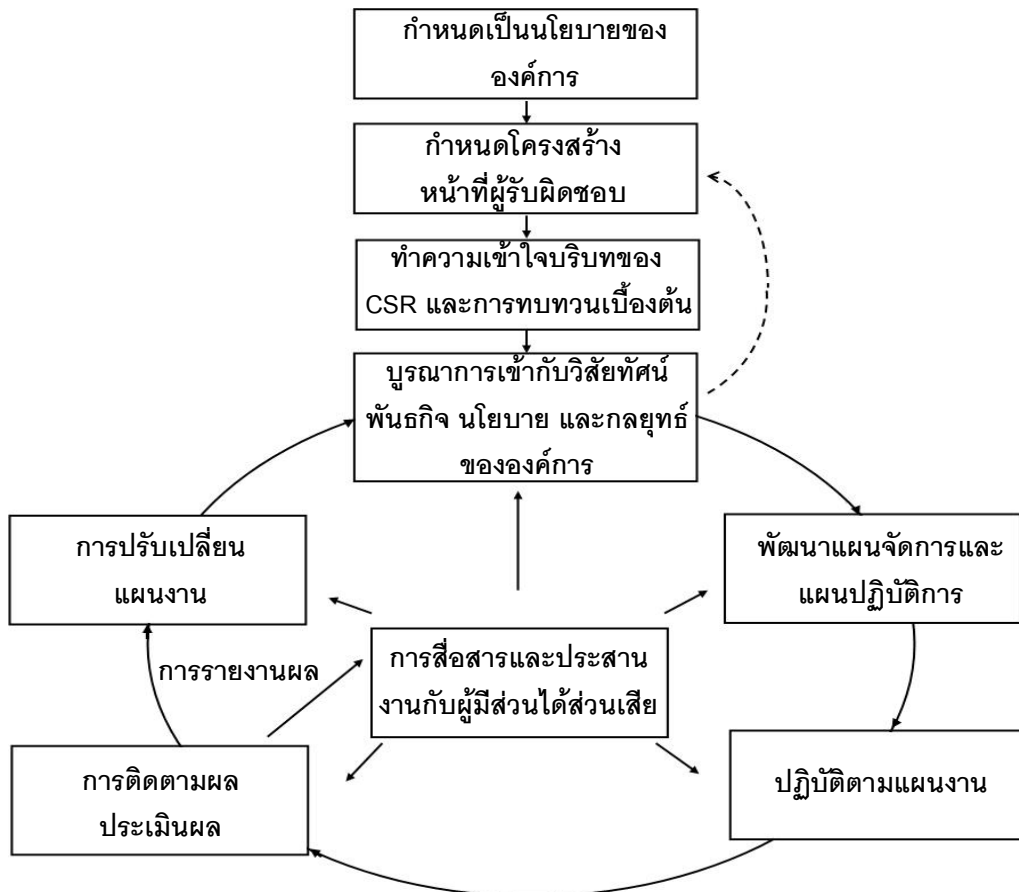 กำหนดเป็นนโยบายของ
องค์การ
กำหนดโครงสร้าง
หน้าที่ผู้รับผิดชอบ
ทำความเข้าใจบริบทของ
CSR และการทบทวนเบื้องต้น
บูรณาการเข้ากับวิสัยทัศน์
พันธกิจ นโยบาย และกลยุทธ์
ขององค์การ
การปรับเปลี่ยน
แผนงาน
พัฒนาแผนจัดการและ
แผนปฏิบัติการ
การสื่อสารและประสาน
งานกับผู้มีส่วนได้ส่วนเสีย
การรายงานผล
การติดตามผล
ประเมินผล
ปฏิบัติตามแผนงาน